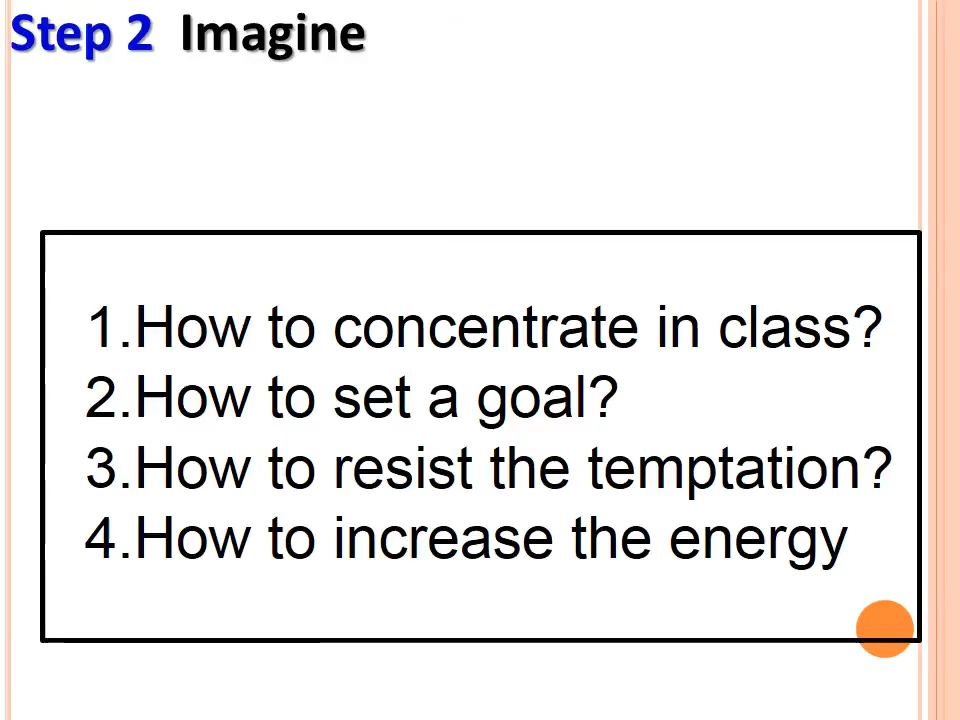 Step 2 Imagine
1.How to concentrate in class?
2.How to set a goal?
3.How to resist the temptation?
4.How to increase the energy